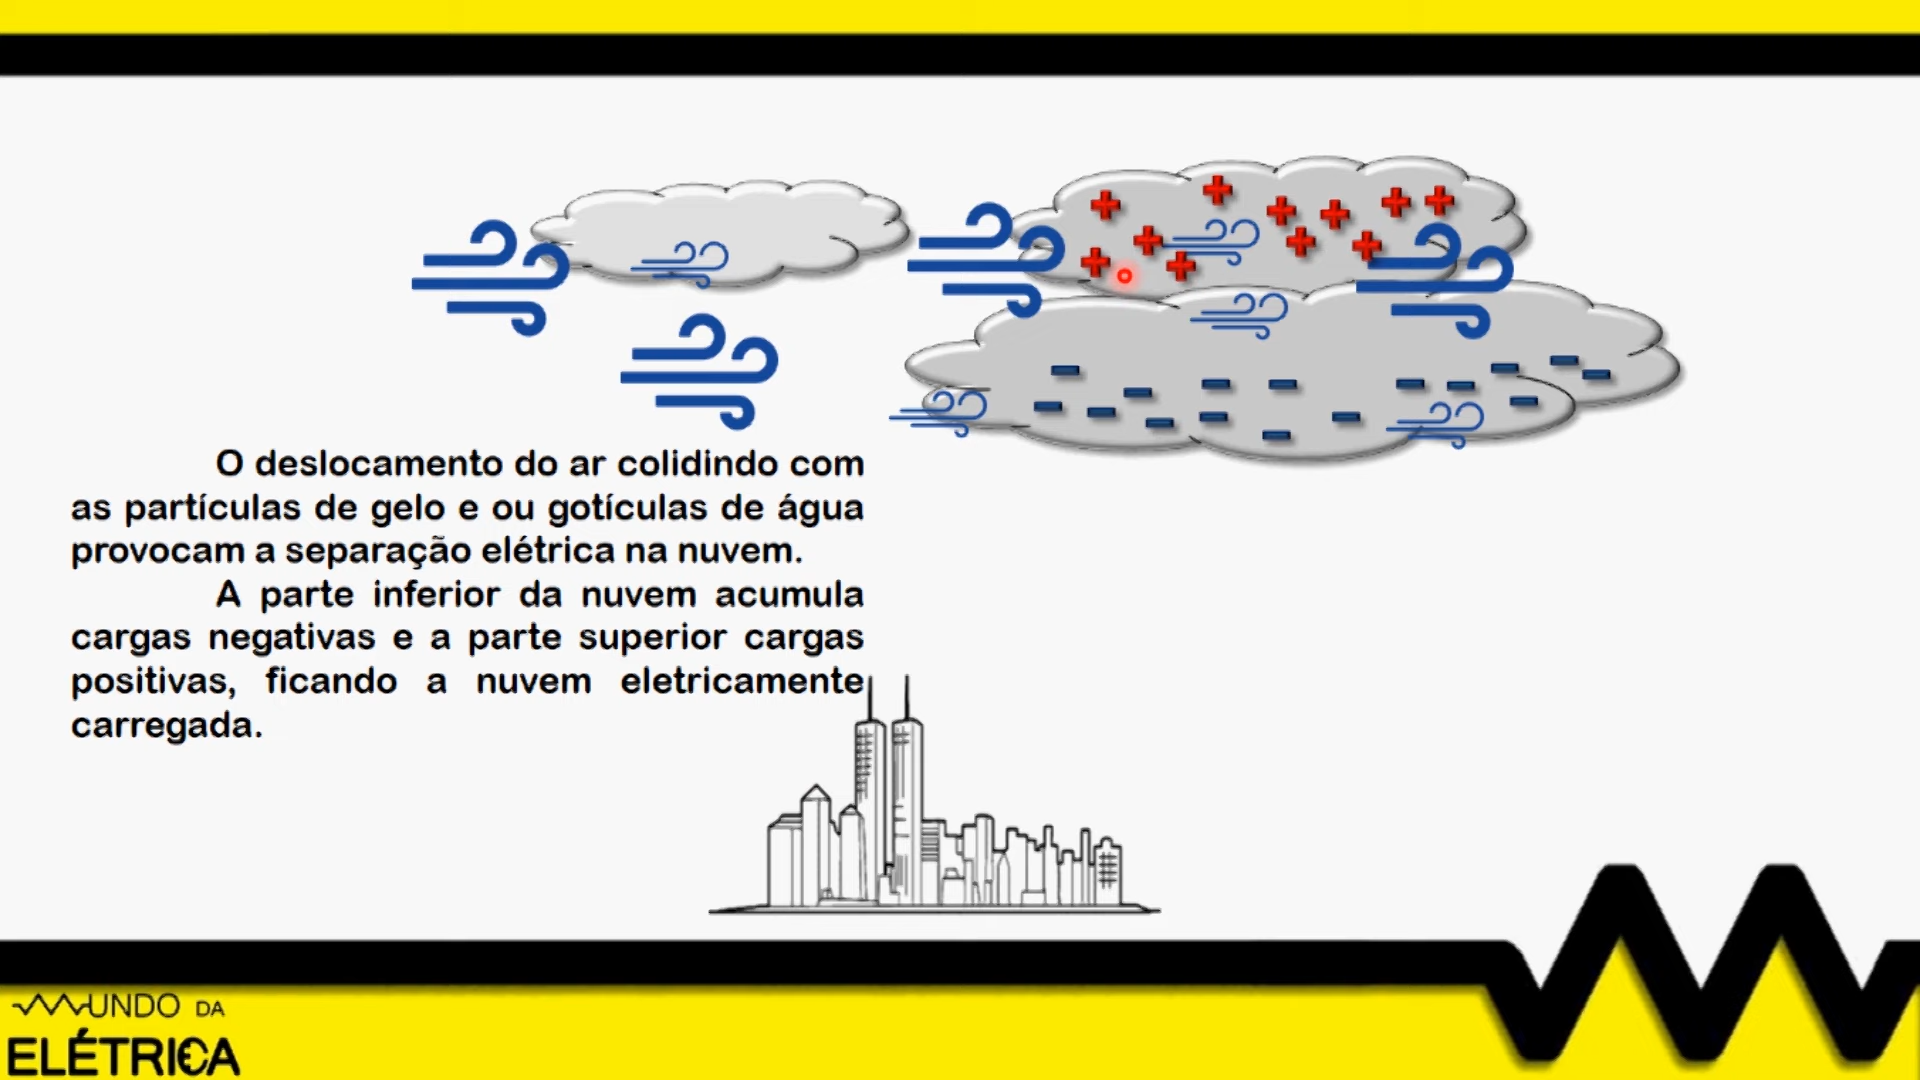 O deslocamento do ar colidindo com
as partículas de gelo e ou gotículas de água
provocam a separação elétrica na nuvem.
A parte inferior da nuvem acumula
cargas negativas e a parte superior cargas
positivas, ficando a nuvem eletricamente
carregada.
MUNDO DA
ELÉTRICA